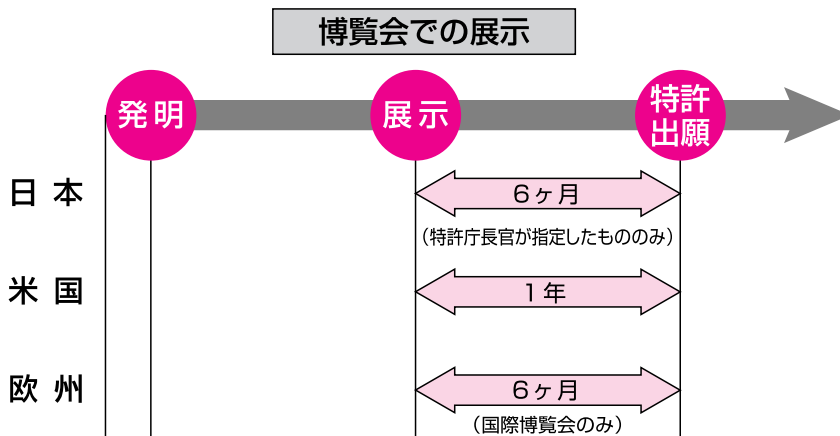 博覧会での展示
発明
展示
特許
出願
日本
6ヶ月
（特許庁長官が指定したもののみ）
米国
1年
欧州
6ヶ月
（国際博覧会のみ）